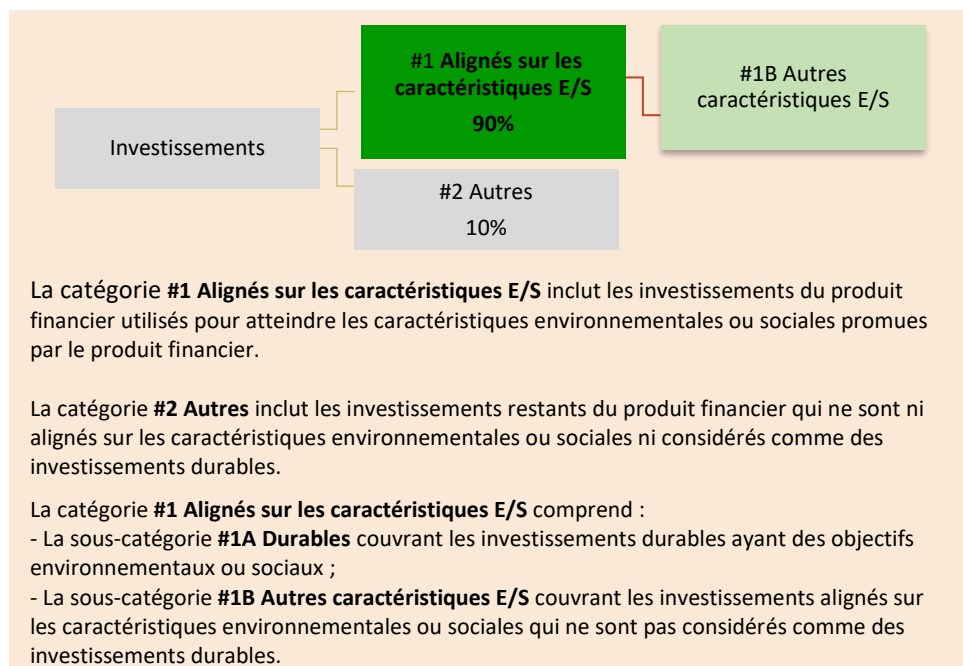 #1 Alignés sur les
caractéristiques E/S
90%
#1B Autres
caractéristiques E/S
Investissements
#2 Autres
10%
La catégorie #1 Alignés sur les caractéristiques E/S inclut les investissements du produit
financier utilisés pour atteindre les caractéristiques environnementales ou sociales promues
par le produit financier.
La catégorie #2 Autres inclut les investissements restants du produit financier qui ne sont ni
alignés sur les caractéristiques environnementales ou sociales ni considérés comme des
investissements durables.
La catégorie #1 Alignés sur les caractéristiques E/S comprend :
- La sous-catégorie #1A Durables couvrant les investissements durables ayant des objectifs
environnementaux ou sociaux ;
- La sous-catégorie #1B Autres caractéristiques E/S couvrant les investissements alignés sur
les caractéristiques environnementales ou sociales qui ne sont pas considérés comme des
investissements durables.